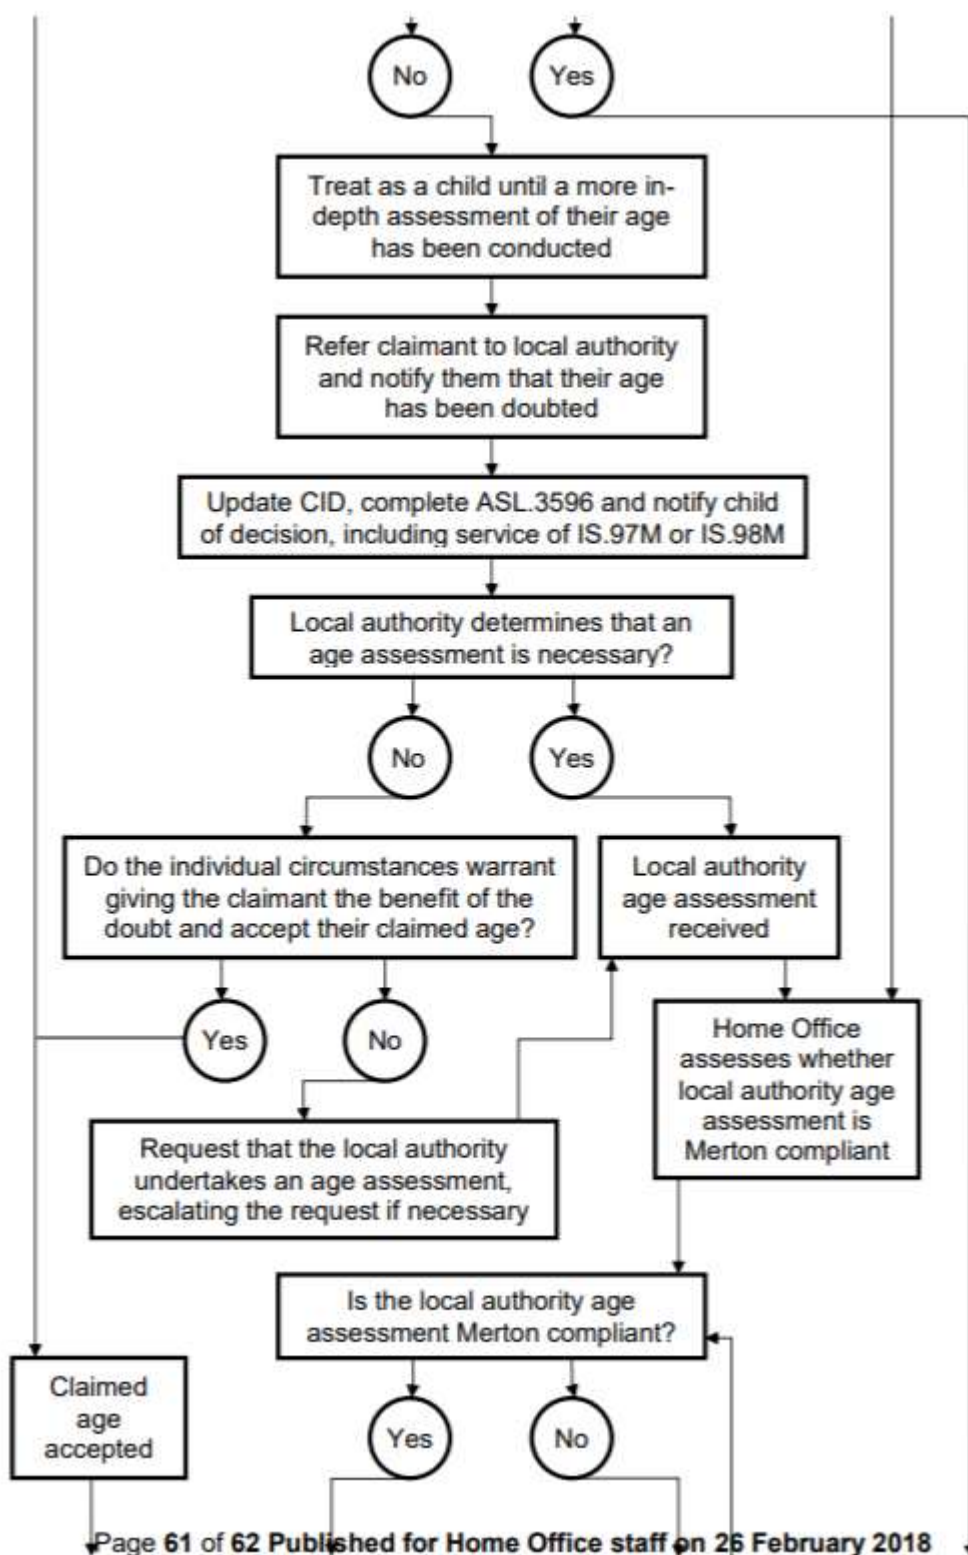 No
Yes
Treat as a child until a more in-
depth assessment of their age
has been conducted
Refer claimant to local authority
and notify them that their age
has been doubted
Update CID, complete ASL.3596 and notify child
of decision, including service of IS.97M or IS.98M
Local authority determines that an
age assessment is necessary?
No
Yes
Do the individual circumstances warrant
giving the claimant the benefit of the
doubt and accept their claimed age?
Local authority
age assessment
received
Yes
No
Home Office
assesses whether
local authority age
assessment is
Merton compliant
Request that the local authority
undertakes an age assessment,
escalating the request if necessary
Is the local authority age
assessment Merton compliant?
Claimed
age
accepted
Yes
No
Page 61 of 62 Published for Home Office staff on 26 February 2018